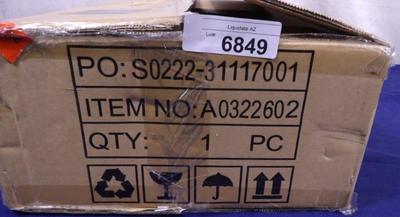 Liquidate AZ
Lot#
6849
PO: S0222-31117001
ITEM NO: A0322602
QTY: 1 PC